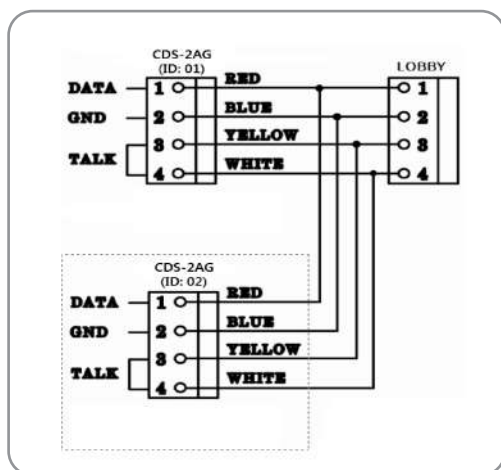 CDS-2AG
(ID: 01)
LOBBY
DATA 1 RED 1
GND 2 BLUE 2
TALK 3 YELLOW 3
4 WHITE 4
CDS-2AG
(ID: 02)
DATA 1 RED
GND 2 BLUE
TALK 3 YELLOW
4 WHITE